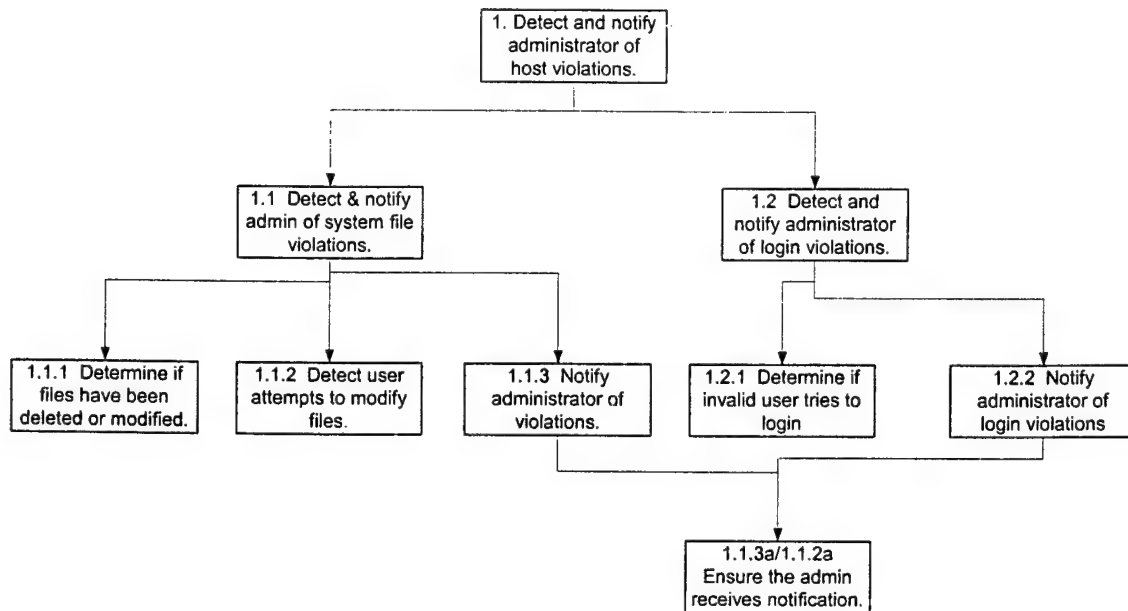 1. Detect and notify
administrator of
host violations.
1.1 Detect & notify
admin of system file
violations.
1.2 Detect and
notify administrator
of login violations.
1.1.1 Determine if
files have been
deleted or modified.
1.1.2 Detect user
attempts to modify
files.
1.1.3 Notify
administrator of
violations.
1.2.1 Determine if
invalid user tries to
login
1.2.2 Notify
administrator of
login violations
1.1.3a/1.1.2a
Ensure the admin
receives notification.